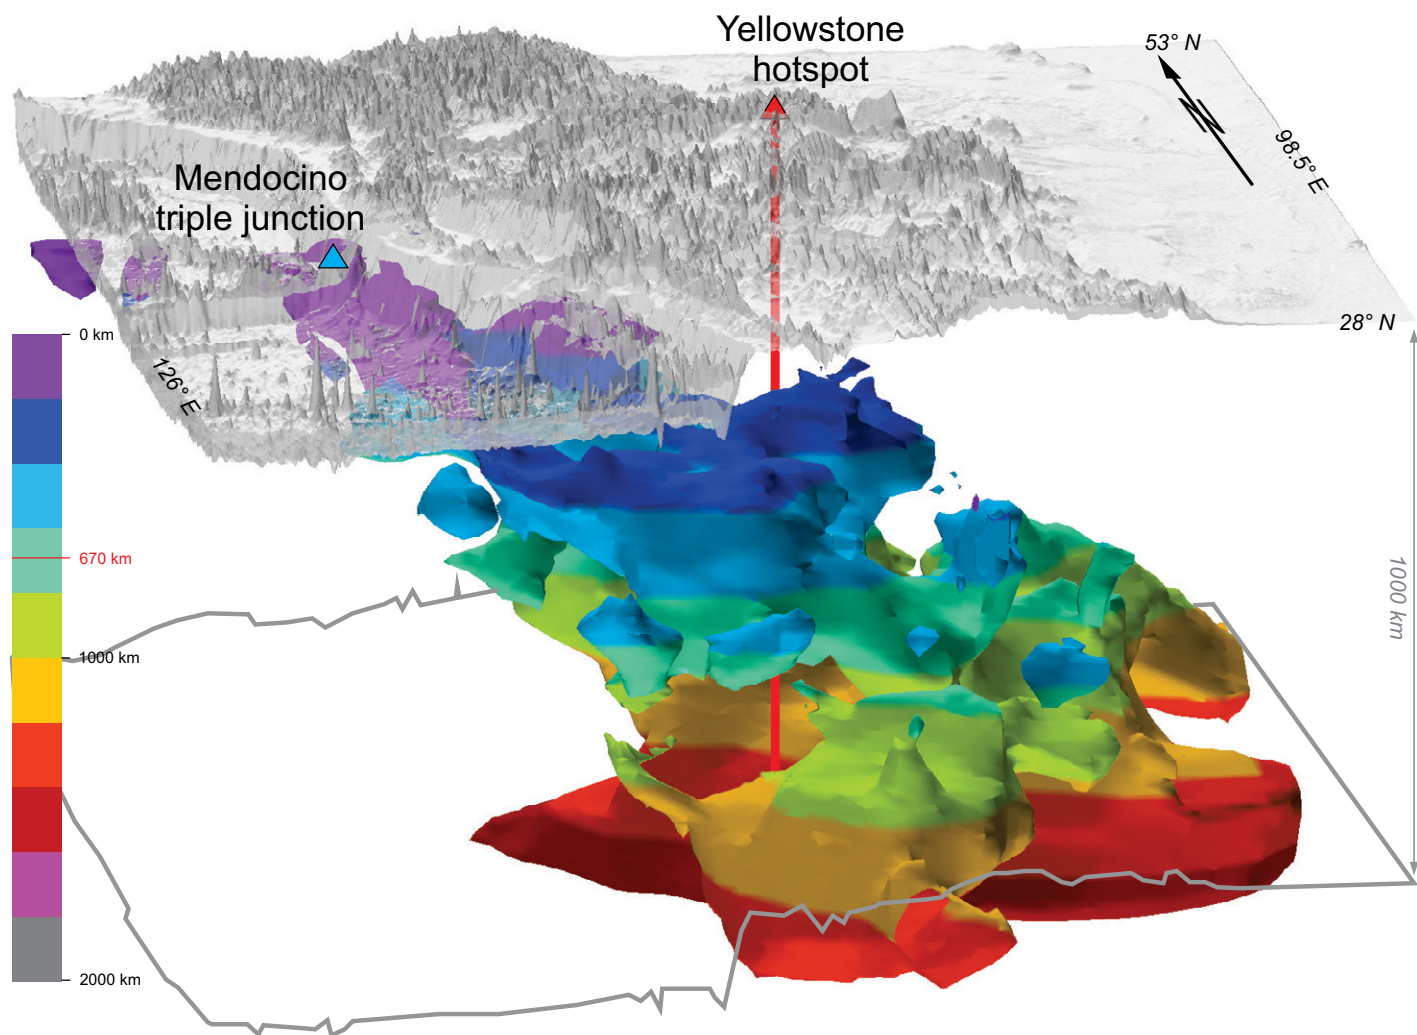 Yellowstone
hotspot
53° N
N
98.5° E
Mendocino
triple junction
28° N
126° E
0 km
670 km
1000 km
2000 km
1000 km